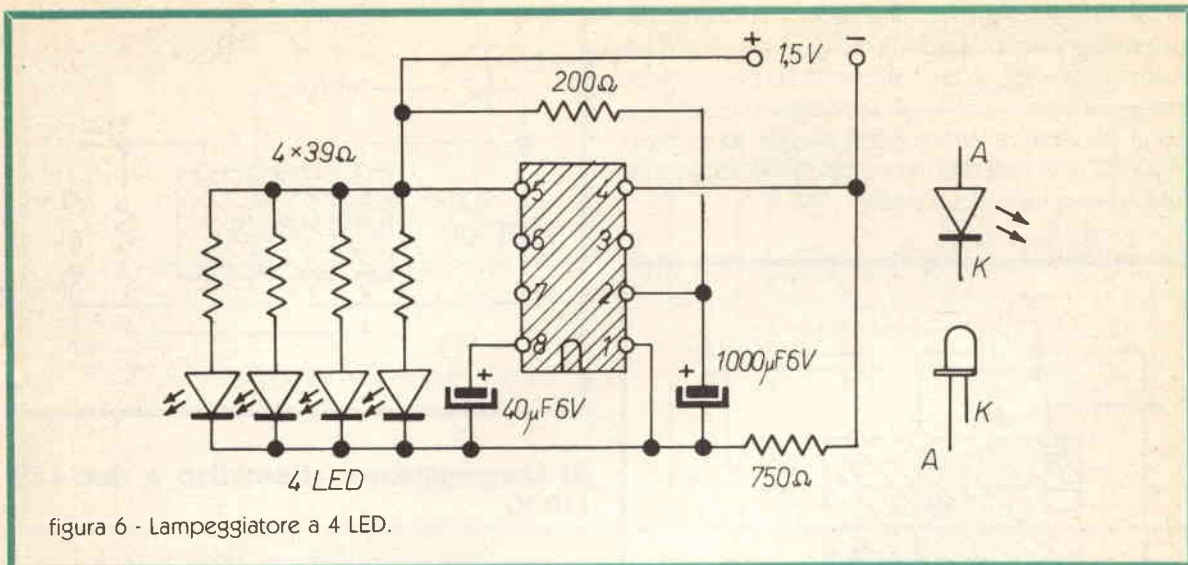 + 1,5V −
200Ω
4×39Ω
5 4
6 3
7 2
8 1
A
K
+
40μF6V
+
1000μF6V
K
A
4 LED
750Ω
figura 6 - Lampeggiatore a 4 LED.